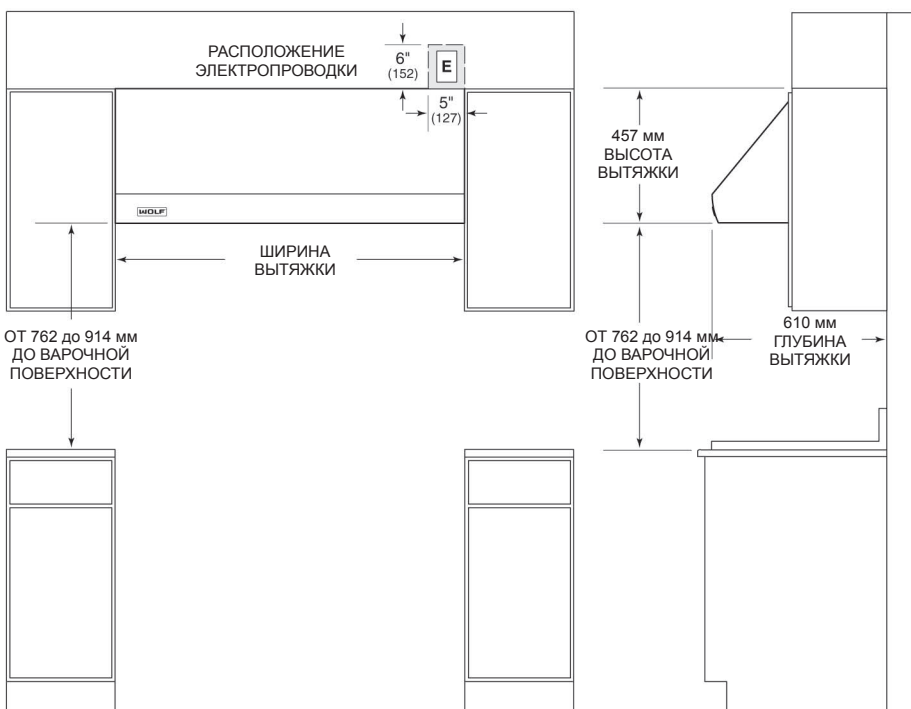 РАСПОЛОЖЕНИЕ
ЭЛЕКТРОПРОВОДКИ
6"
(152)
E
5"
(127)
457 мм
ВЫСОТА
ВЫТЯЖКИ
WOLF
ШИРИНА
ВЫТЯЖКИ
ОТ 762 до 914 мм
ДО ВАРОЧНОЙ
ПОВЕРХНОСТИ
ОТ 762 до 914 мм
ДО ВАРОЧНОЙ
ПОВЕРХНОСТИ
610 мм
ГЛУБИНА
ВЫТЯЖКИ